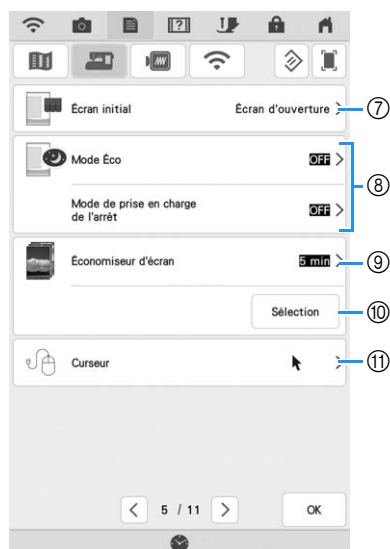 Écran initial
Écran d'ouverture >
⑦
Mode Éco
OFF >
⑧
Mode de prise en charge
de l'arrêt
OFF >
Économiseur d'écran
5 min >
⑨
Sélection
⑩
Curseur
>
⑪
< 5 / 11 >
OK